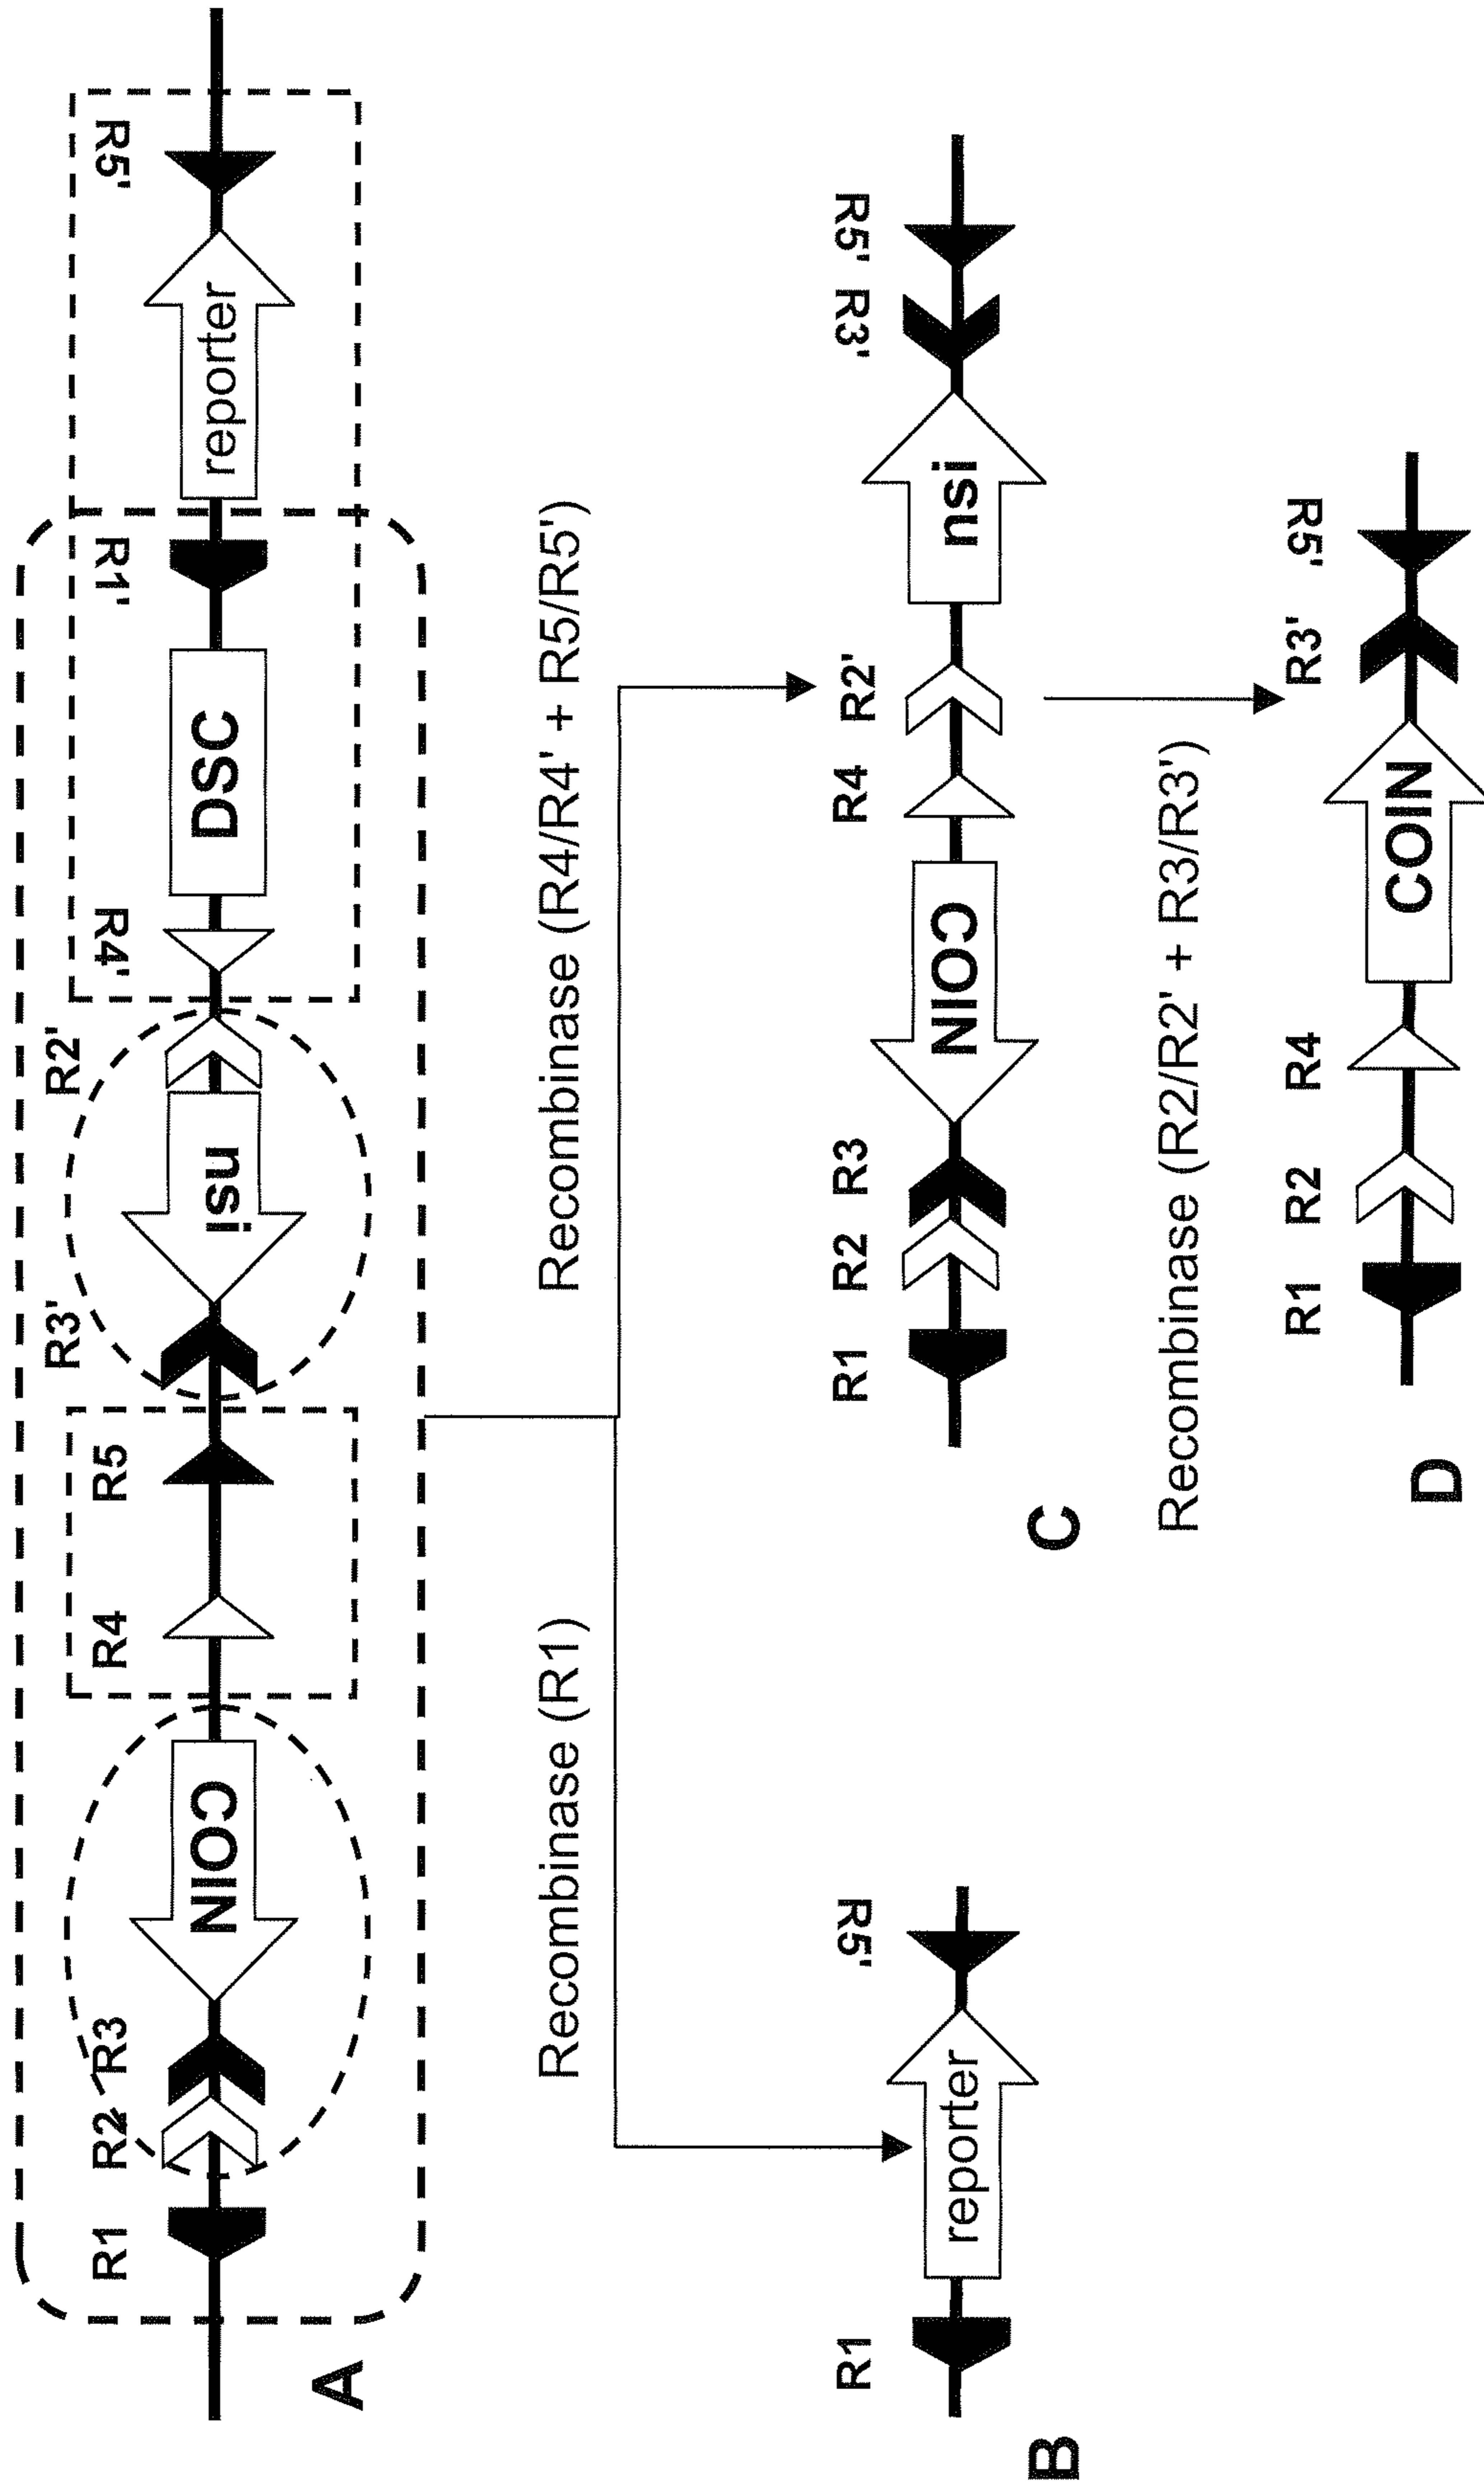 R1 R2 R3 R4 R5 R3' R2' R4' R1' R5'
COIN nsi DSC reporter
A
Recombinase (R1)
Recombinase (R4/R4' + R5/R5')
R1 R5'
reporter
B
R1 R2 R3 R4 R2' R3' R5'
COIN nsi
C
Recombinase (R2/R2' + R3/R3')
R1 R2 R4 R3' R5'
COIN
D